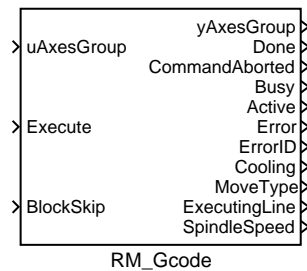 uAxesGroup
Execute
BlockSkip
yAxesGroup
Done
CommandAborted
Busy
Active
Error
ErrorID
Cooling
MoveType
ExecutingLine
SpindleSpeed
RM_Gcode